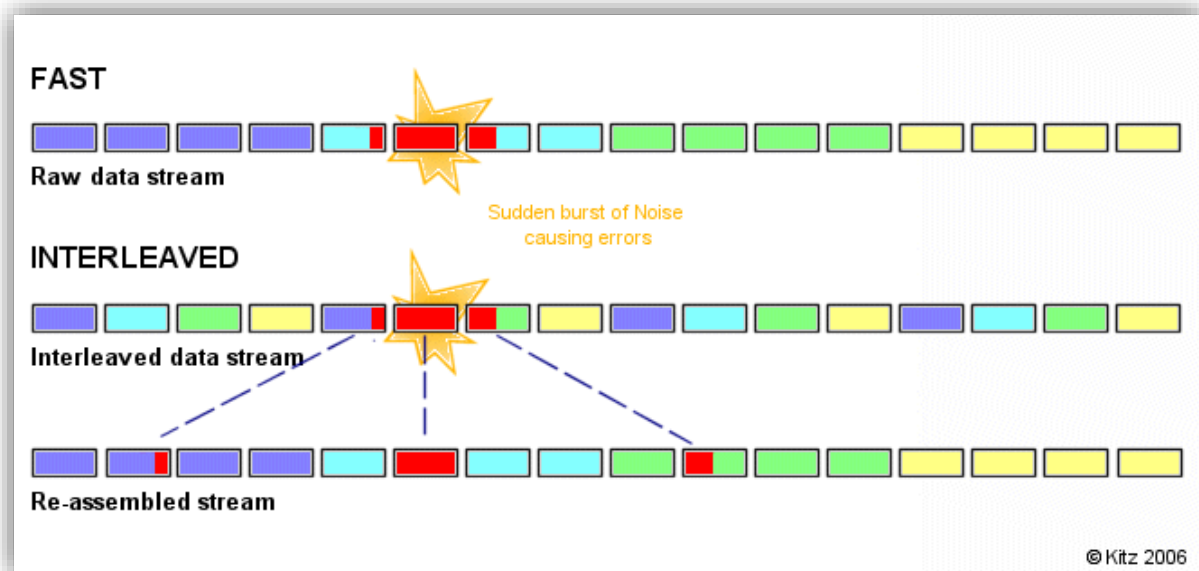 FAST
Raw data stream
Sudden burst of Noise
causing errors
INTERLEAVED
Interleaved data stream
Re-assembled stream
© Kitz 2006